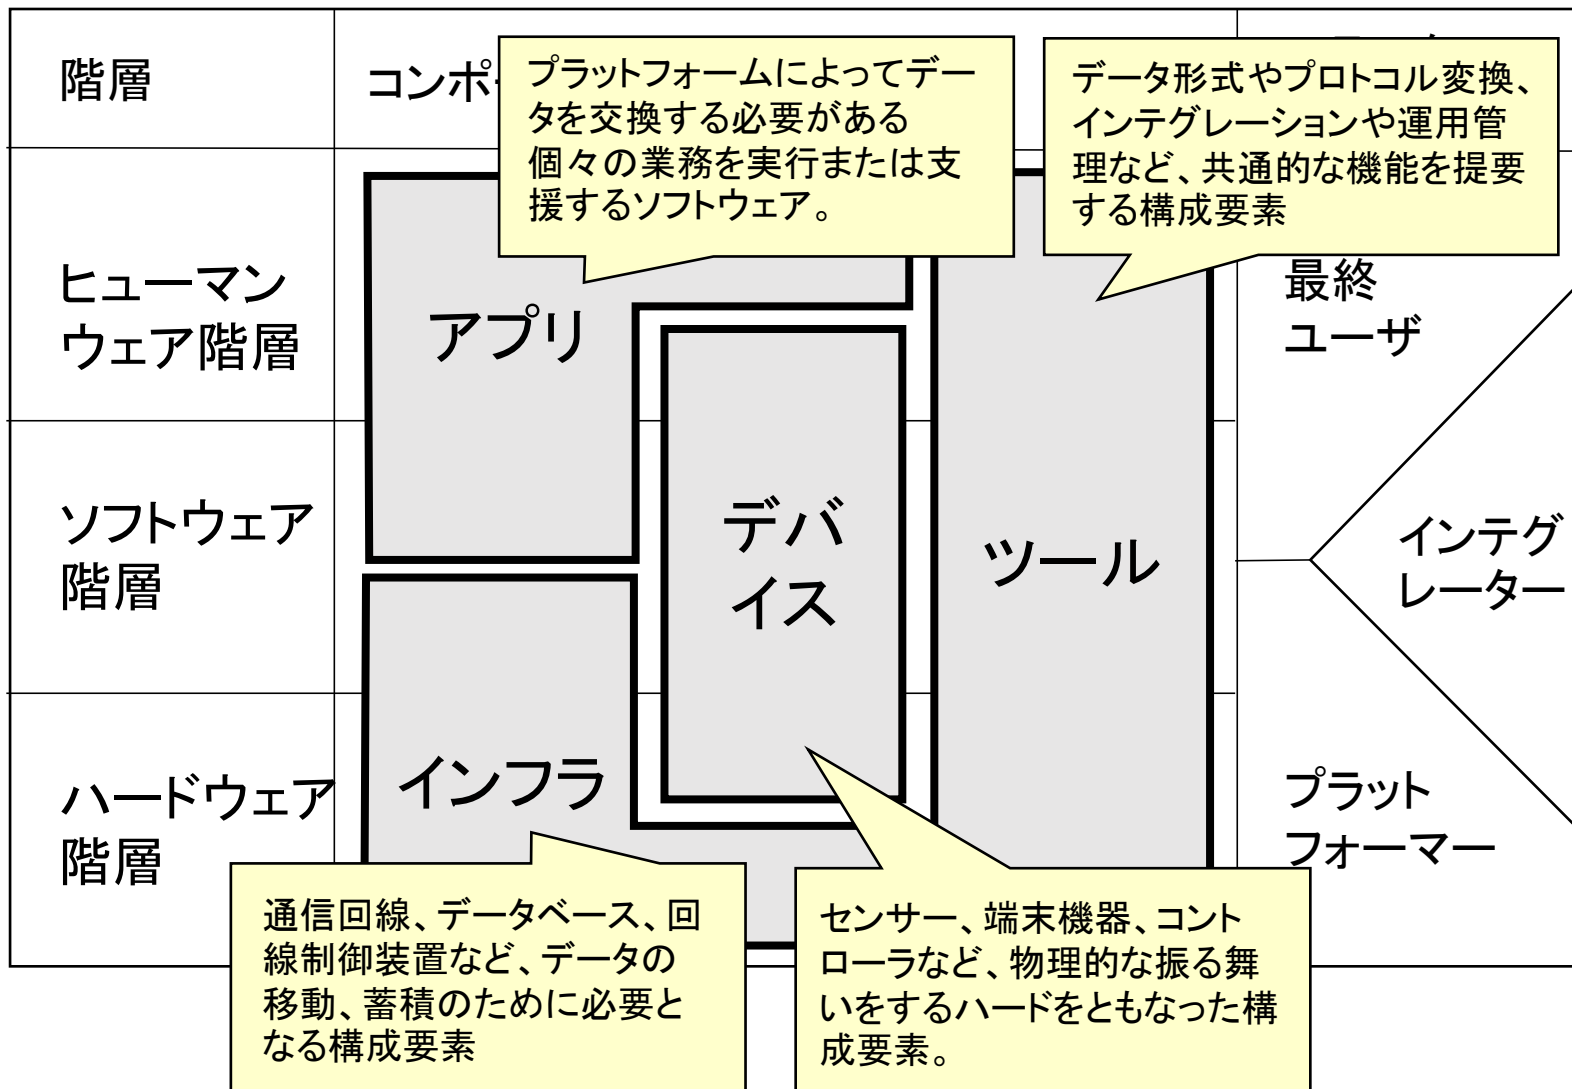 階層
コンポ
プラットフォームによってデー
タを交換する必要がある
個々の業務を実行または支
援するソフトウェア。
データ形式やプロトコル変換、
インテグレーションや運用管
理など、共通的な機能を提要
する構成要素
ヒューマン
ウェア階層
アプリ
最終
ユーザ
ソフトウェア
階層
デバ
イス
ツール
インテグ
レーター
ハードウェア
階層
インフラ
プラット
フォーマー
通信回線、データベース、回
線制御装置など、データの
移動、蓄積のために必要と
なる構成要素
センサー、端末機器、コント
ローラなど、物理的な振る舞
いをするハードをともなった構
成要素。